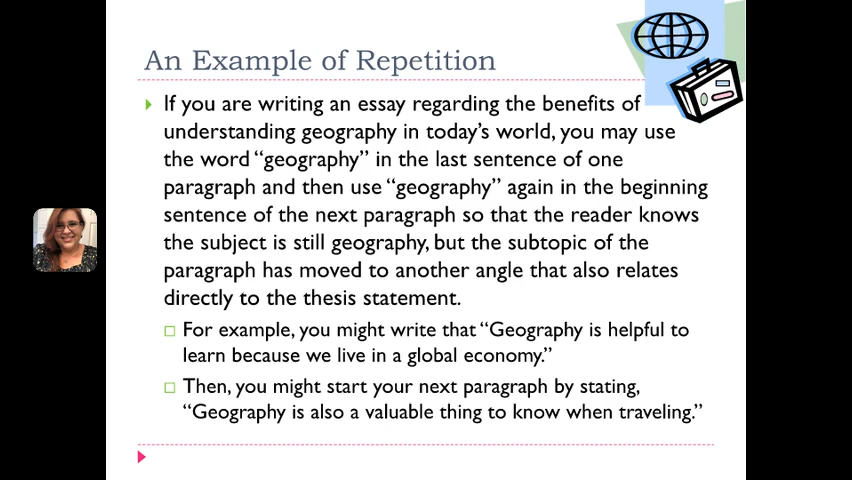 An Example of Repetition
If you are writing an essay regarding the benefits of
understanding geography in today’s world, you may use
the word “geography” in the last sentence of one
paragraph and then use “geography” again in the beginning
sentence of the next paragraph so that the reader knows
the subject is still geography, but the subtopic of the
paragraph has moved to another angle that also relates
directly to the thesis statement.
For example, you might write that “Geography is helpful to
learn because we live in a global economy.”
Then, you might start your next paragraph by stating,
“Geography is also a valuable thing to know when traveling.”